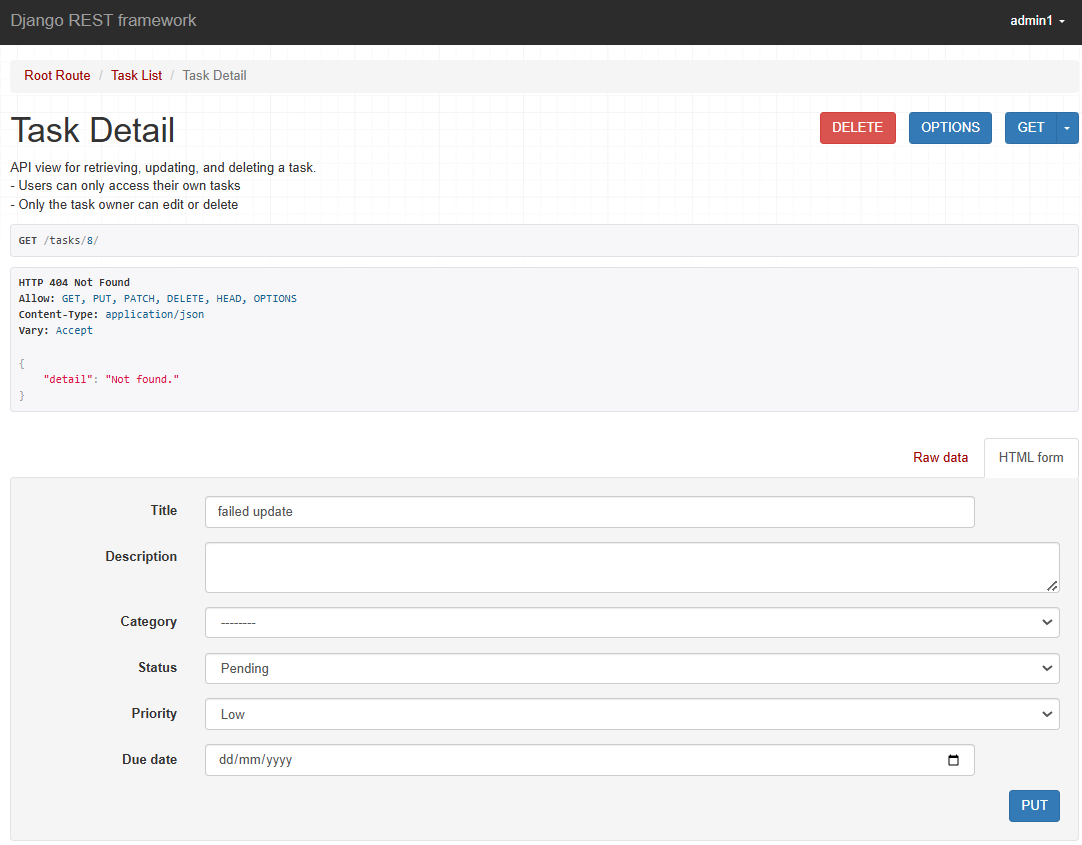 Django REST framework
admin1
Root Route / Task List / Task Detail
Task Detail
DELETE
OPTIONS
GET
API view for retrieving, updating, and deleting a task.
- Users can only access their own tasks
- Only the task owner can edit or delete
GET /tasks/8/
HTTP 404 Not Found
Allow: GET, PUT, PATCH, DELETE, HEAD, OPTIONS
Content-Type: application/json
Vary: Accept
{
    "detail": "Not found."
}
Raw data
HTML form
Title
failed update
Description
Category
--------
Status
Pending
Priority
Low
Due date
dd/mm/yyyy
PUT